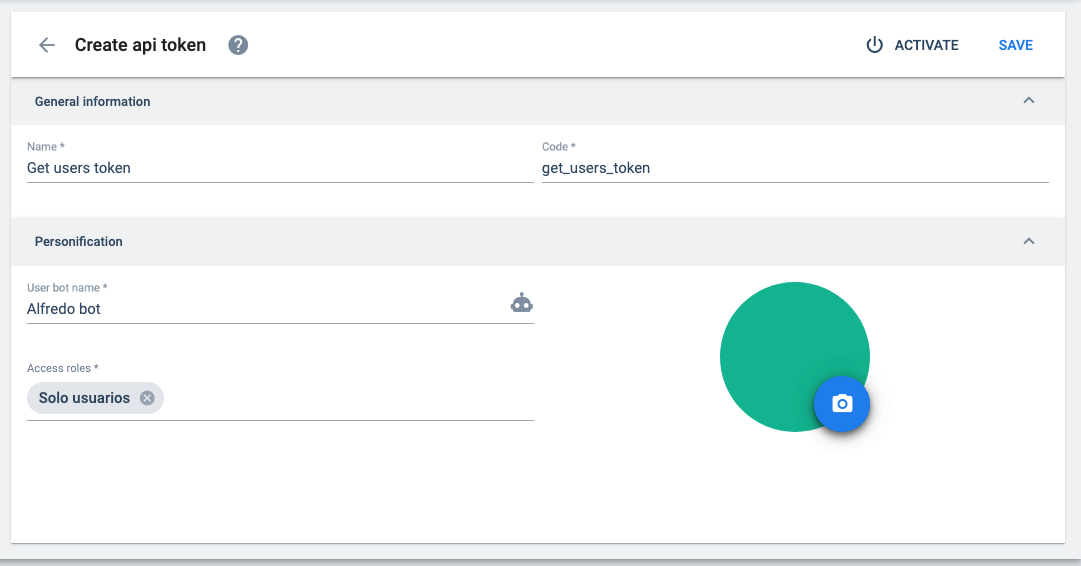 Create api token
ACTIVATE
SAVE
General information
Name *
Code *
Get users token
get_users_token
Personification
User bot name *
Alfredo bot
Access roles *
Solo usuarios